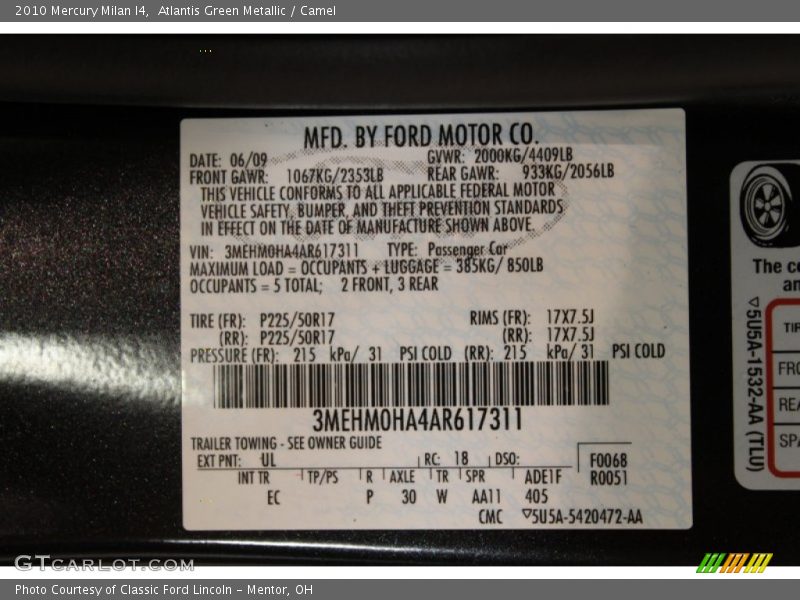 2010 Mercury Milan I4, Atlantis Green Metallic / Camel
MFD. BY FORD MOTOR CO.
DATE: 06/09 GVWR: 2000KG/4409LB
FRONT GAWR: 1067KG/2353LB REAR GAWR: 933KG/2056LB
THIS VEHICLE CONFORMS TO ALL APPLICABLE FEDERAL MOTOR
VEHICLE SAFETY, BUMPER, AND THEFT PREVENTION STANDARDS
IN EFFECT ON THE DATE OF MANUFACTURE SHOWN ABOVE.
VIN: 3MEHM0HA4AR617311 TYPE: Passenger Car
MAXIMUM LOAD = OCCUPANTS + LUGGAGE = 385KG/ 850LB
OCCUPANTS = 5 TOTAL; 2 FRONT, 3 REAR
TIRE (FR): P225/50R17 RIMS (FR): 17X7.5J
(RR): P225/50R17 (RR): 17X7.5J
PRESSURE (FR): 215 kPa/ 31 PSI COLD (RR): 215 kPa/ 31 PSI COLD
3MEHM0HA4AR617311
TRAILER TOWING - SEE OWNER GUIDE
EXT PNT: UL RC: 18 DSO: F0068
R0051
INT TR TP/PS R AXLE TR SPR ADE1F
EC P 30 W AA11 405
CMC ▽5U5A-5420472-AA
The co
an
▽5U5A-1532-AA (TLU)
TIR
FRO
REA
SPA
GTCarLot.com
Photo Courtesy of Classic Ford Lincoln - Mentor, OH